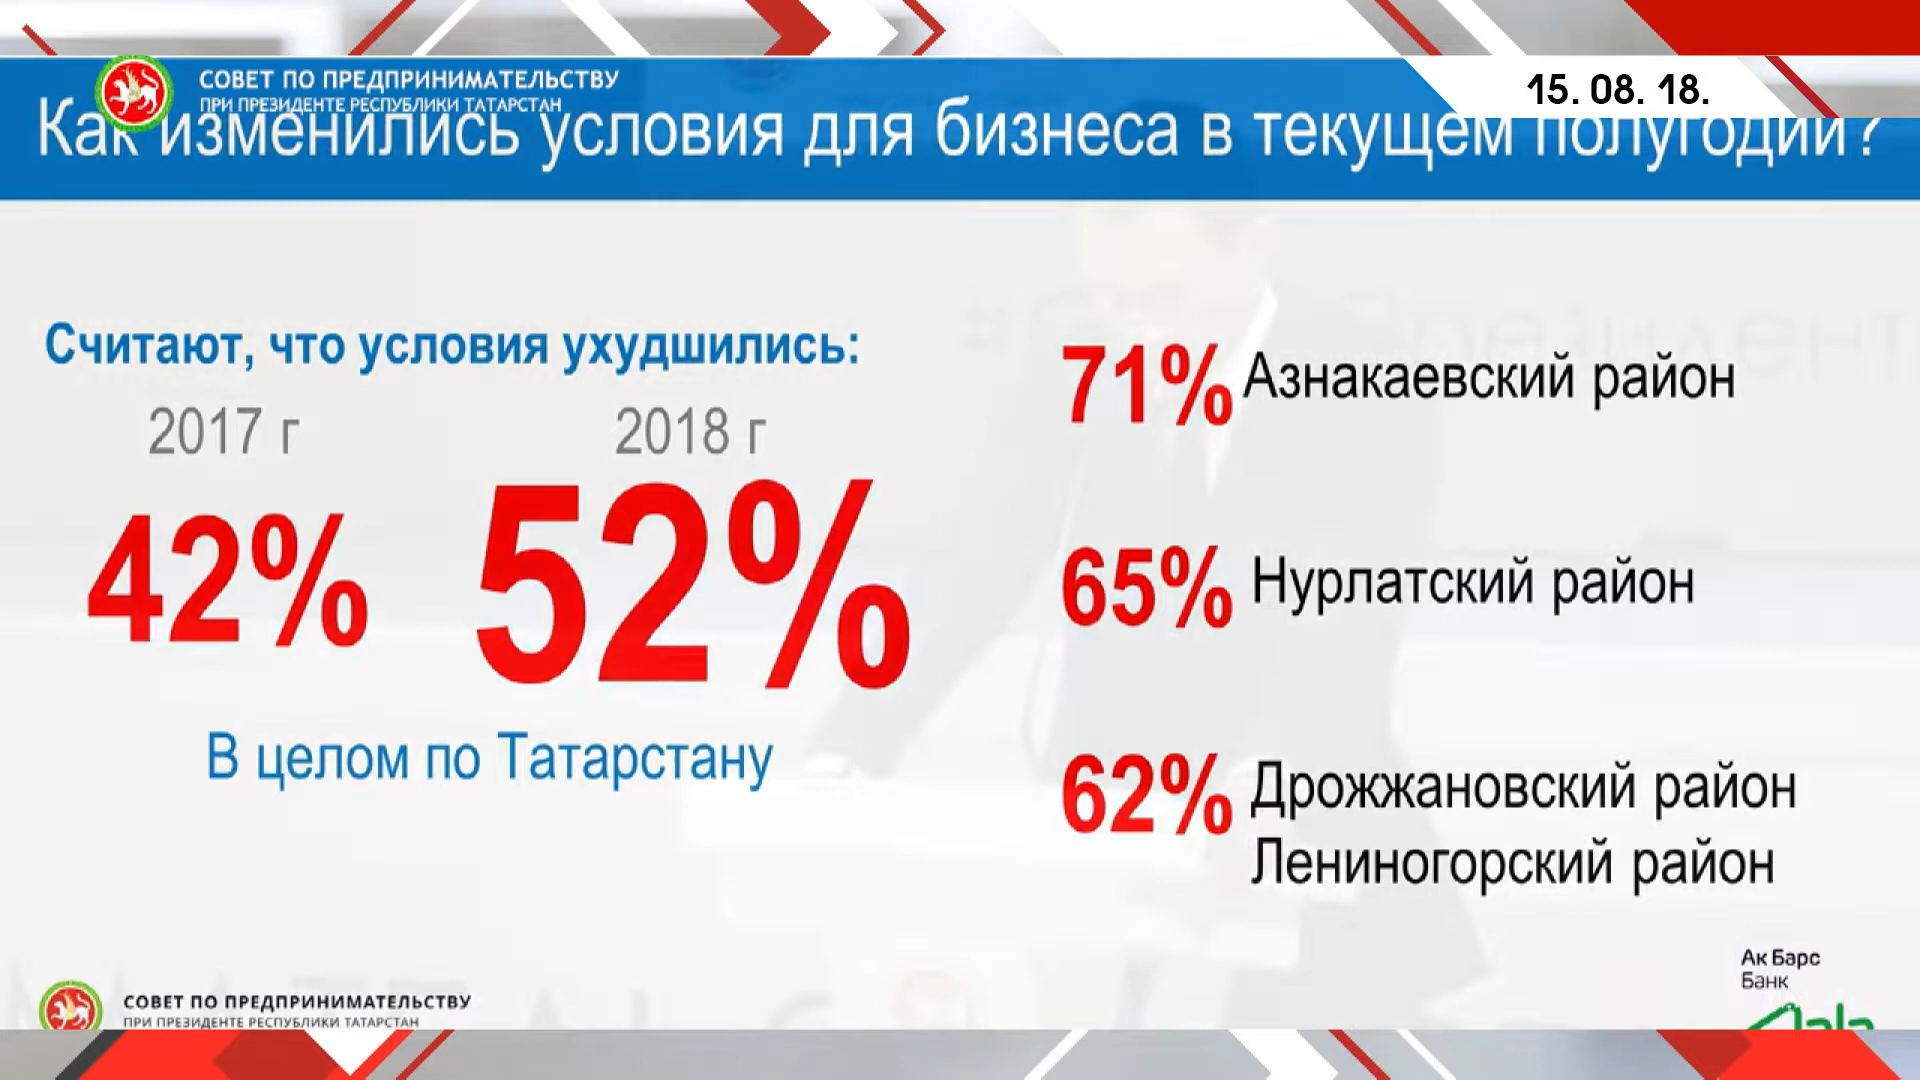 СОВЕТ ПО ПРЕДПРИНИМАТЕЛЬСТВУ
ПРИ ПРЕЗИДЕНТЕ РЕСПУБЛИКИ ТАТАРСТАН
15. 08. 18.
Как изменились условия для бизнеса в текущем полугодии?
Считают, что условия ухудшились:
2017 г
2018 г
42%
52%
В целом по Татарстану
71% Азнакаевский район
65% Нурлатский район
62% Дрожжановский район
Лениногорский район
Ак Барс
Банк
СОВЕТ ПО ПРЕДПРИНИМАТЕЛЬСТВУ
ПРИ ПРЕЗИДЕНТЕ РЕСПУБЛИКИ ТАТАРСТАН